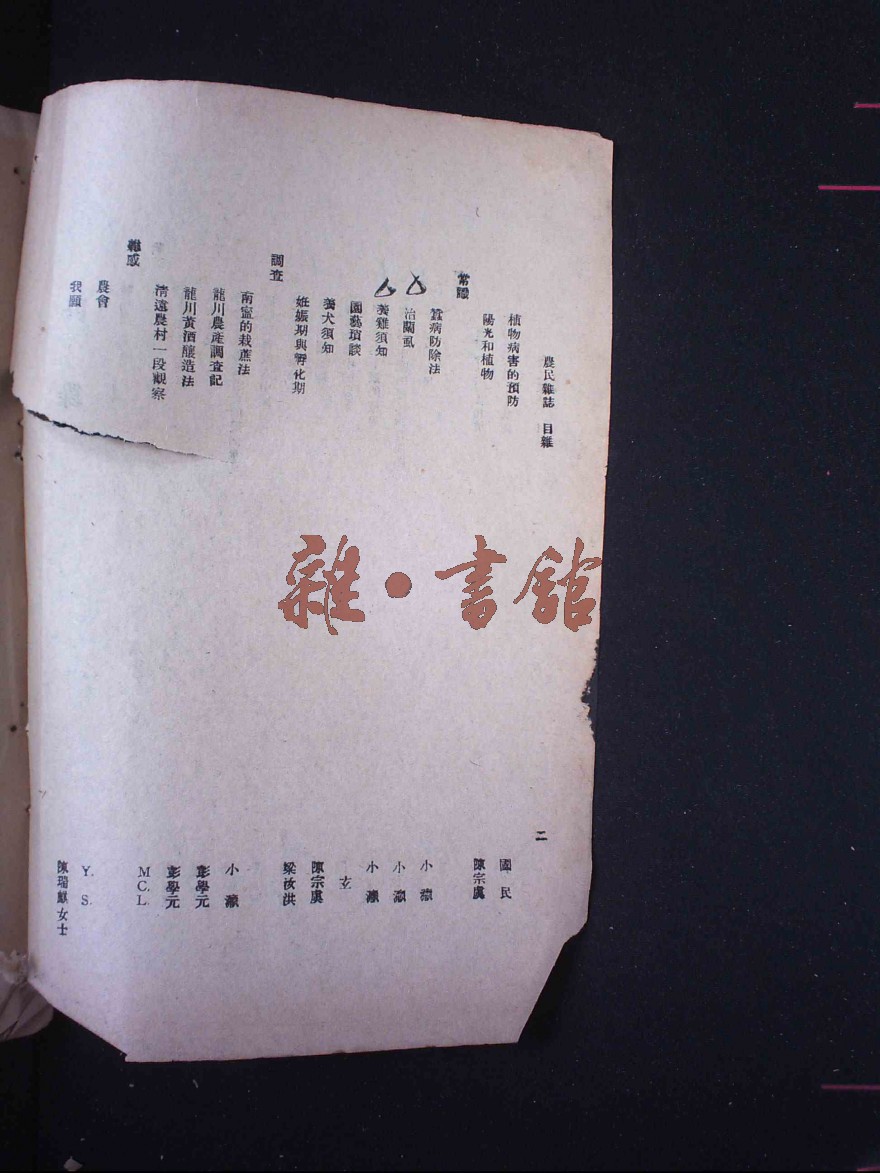 農民雜誌　目錄
二
植物病害的預防　國民
陽光和植物　陳宗虞
常識
蠶病防除法　小瀛
治蘭虱　小瀛
養雞須知　小瀛
園藝瑣談　玄
養犬須知　陳宗虞
姙娠期與孵化期　梁汝洪
調查
南寧的栽蔗法　小瀛
龍川農產調查記　彭學元
龍川黃酒釀造法　彭學元
清遠農村一段觀察　M.C.L.
雜感
農會　Y. S.
我願　陳瑞麒女士
雜•書館